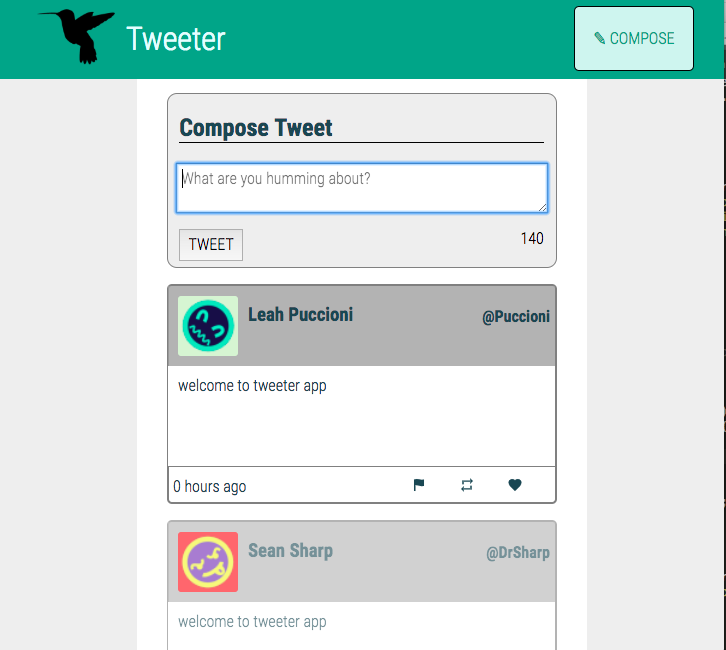 Tweeter
✎ COMPOSE
Compose Tweet
What are you humming about?
TWEET
140
Leah Puccioni
@Puccioni
welcome to tweeter app
0 hours ago
Sean Sharp
@DrSharp
welcome to tweeter app